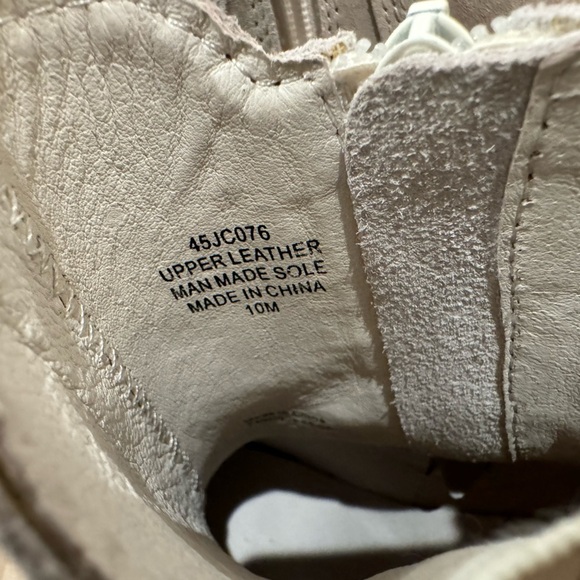 45JC076
UPPER LEATHER
MAN MADE SOLE
MADE IN CHINA
10M